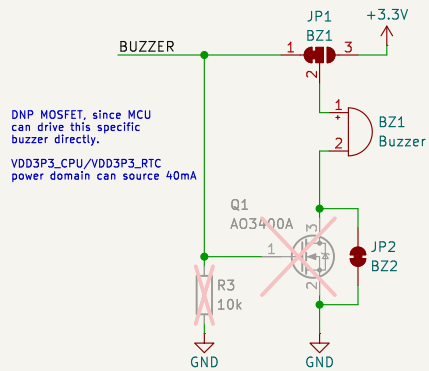 JP1
+3.3V
BZ1
BUZZER
1
3
2
1
+
BZ1
Buzzer
2
DNP MOSFET, since MCU
can drive this specific
buzzer directly.
VDD3P3_CPU/VDD3P3_RTC
power domain can source 40mA
Q1
AO3400A
3
1
2
JP2
BZ2
R3
10k
GND
GND